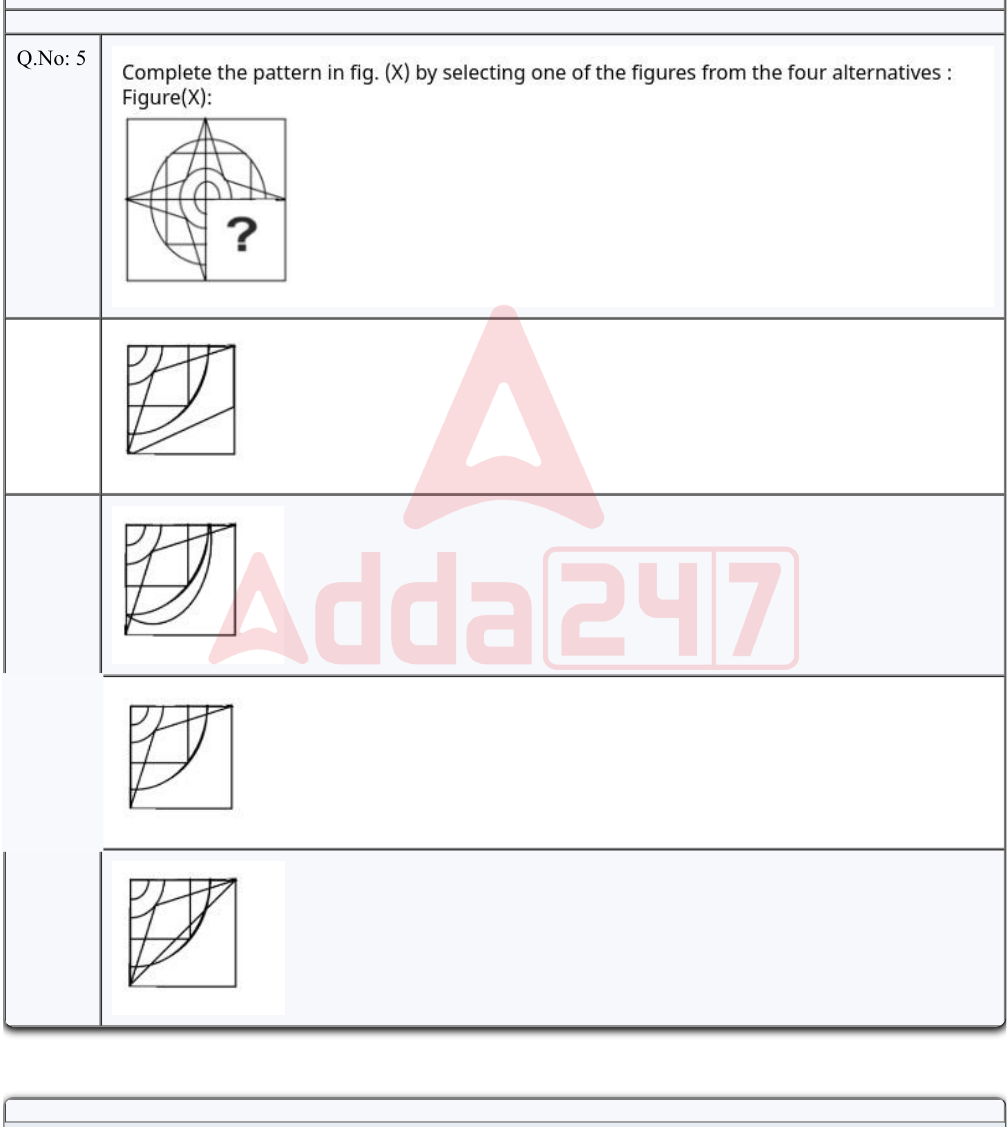 Q.No: 5
Complete the pattern in fig. (X) by selecting one of the figures from the four alternatives :
Figure(X):
?
Adda247